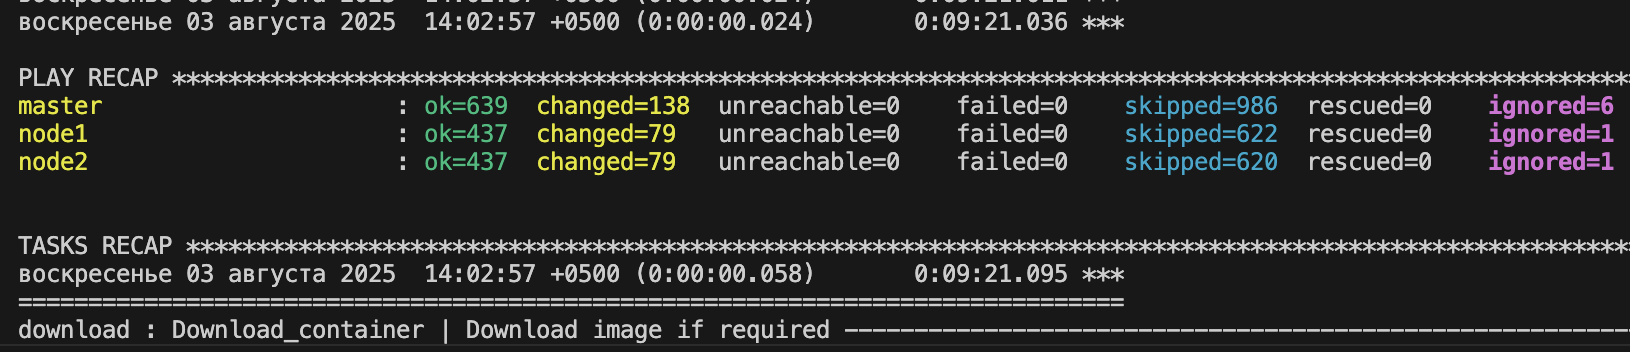 воскресенье 03 августа 2025  14:02:57 +0500 (0:00:00.024)       0:09:21.036 ***
PLAY RECAP *********************************************************************************************************
master                     : ok=639  changed=138  unreachable=0    failed=0    skipped=986  rescued=0    ignored=6
node1                      : ok=437  changed=79   unreachable=0    failed=0    skipped=622  rescued=0    ignored=1
node2                      : ok=437  changed=79   unreachable=0    failed=0    skipped=620  rescued=0    ignored=1
TASKS RECAP ********************************************************************************************************
воскресенье 03 августа 2025  14:02:57 +0500 (0:00:00.058)       0:09:21.095 ***
===============================================================================
download : Download_container | Download image if required --------------------------------------------------------